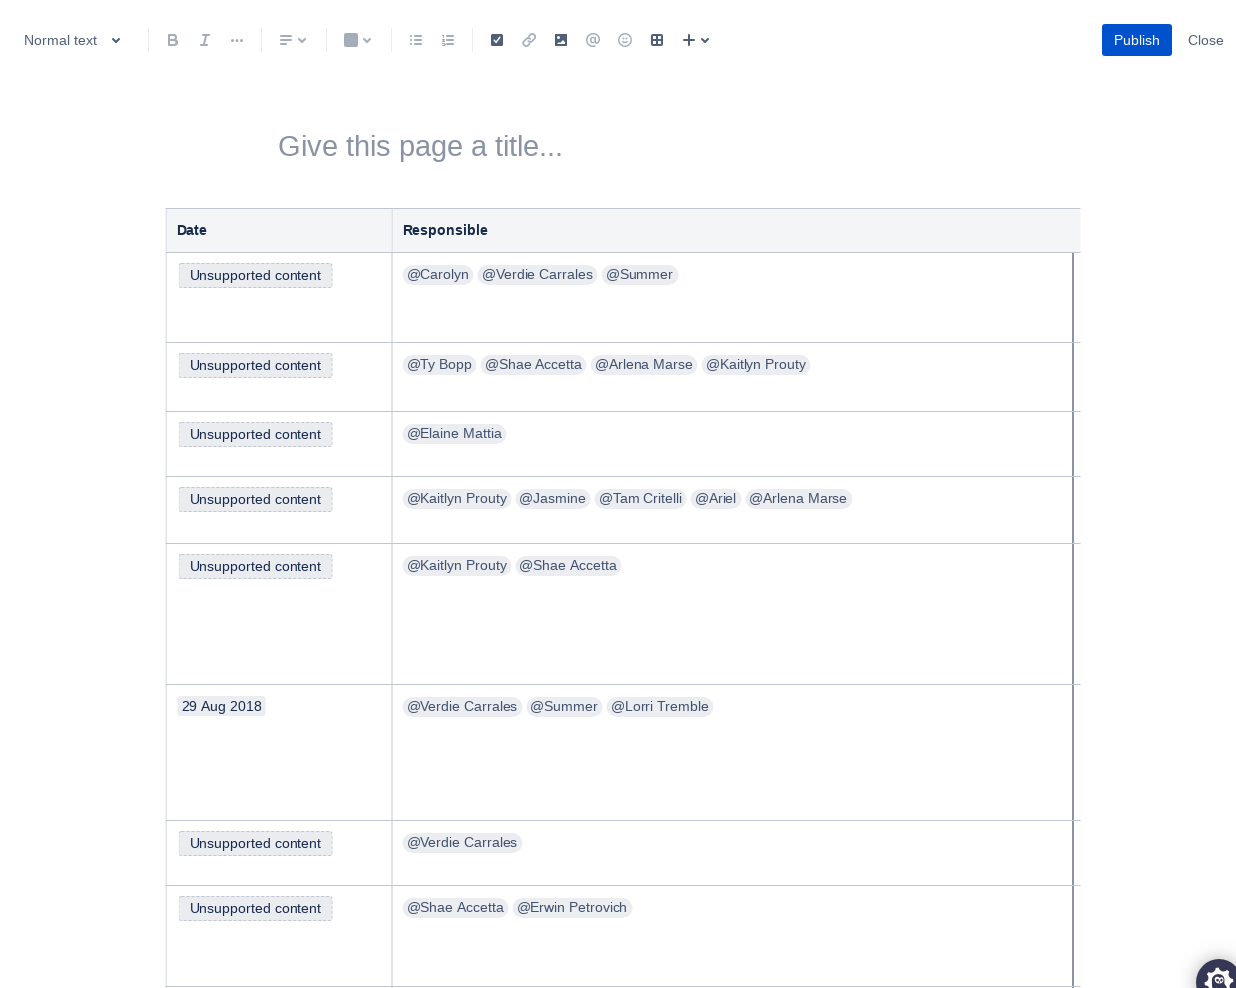 Normal text
Publish
Close
Give this page a title...
Date Responsible
Unsupported content @Carolyn @Verdie Carrales @Summer
Unsupported content @Ty Bopp @Shae Accetta @Arlena Marse @Kaitlyn Prouty
Unsupported content @Elaine Mattia
Unsupported content @Kaitlyn Prouty @Jasmine @Tam Critelli @Ariel @Arlena Marse
Unsupported content @Kaitlyn Prouty @Shae Accetta
29 Aug 2018 @Verdie Carrales @Summer @Lorri Tremble
Unsupported content @Verdie Carrales
Unsupported content @Shae Accetta @Erwin Petrovich